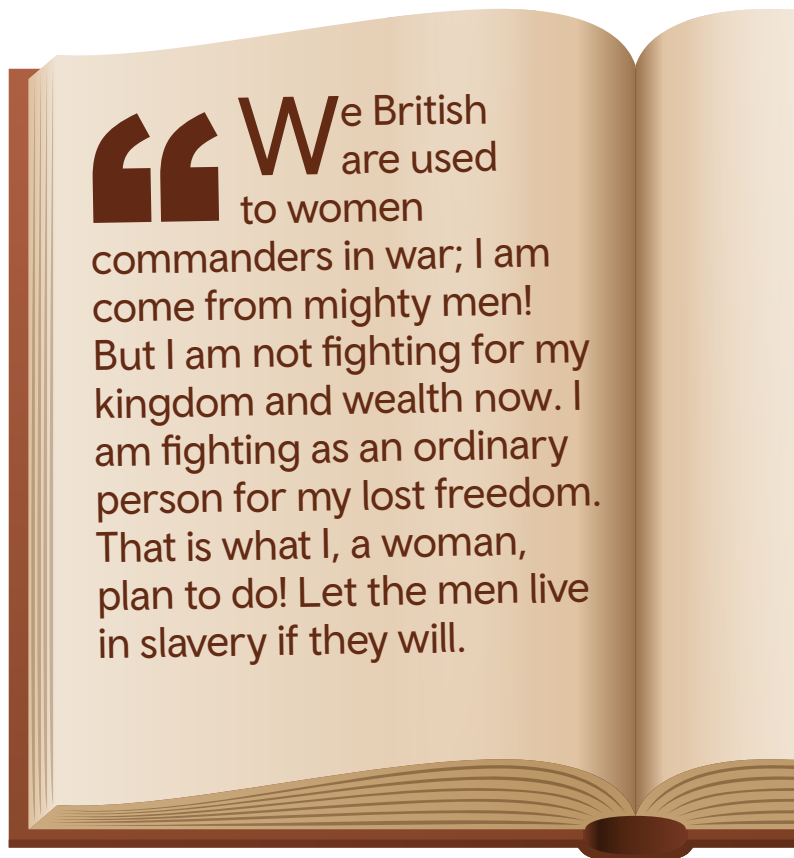 “We British
are used
to women
commanders in war; I am
come from mighty men!
But I am not fighting for my
kingdom and wealth now. I
am fighting as an ordinary
person for my lost freedom.
That is what I, a woman,
plan to do! Let the men live
in slavery if they will.